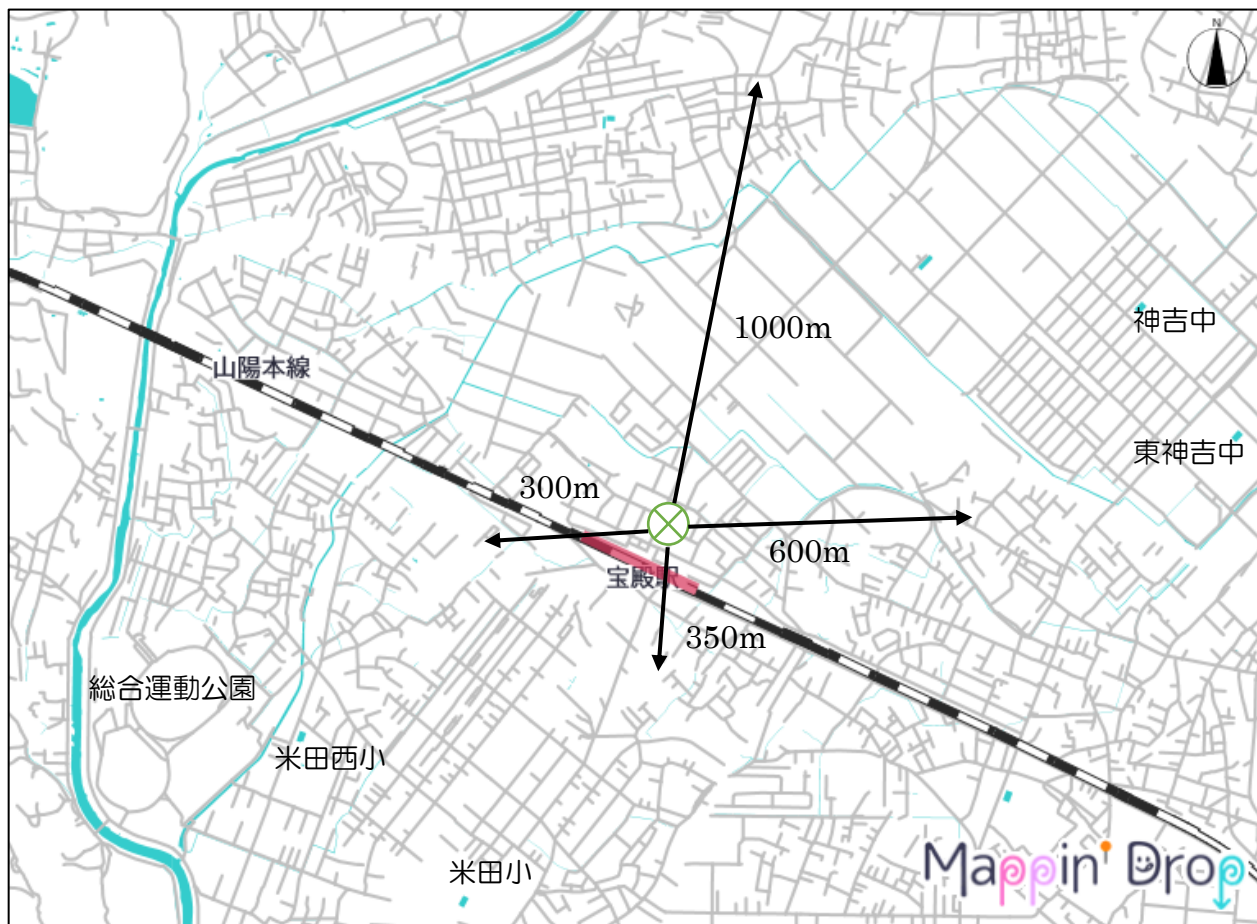 N
1000m
神吉中
山陽本線
東神吉中
300m
600m
宝殿駅
350m
総合運動公園
米田西小
米田小
Mappin' Drop